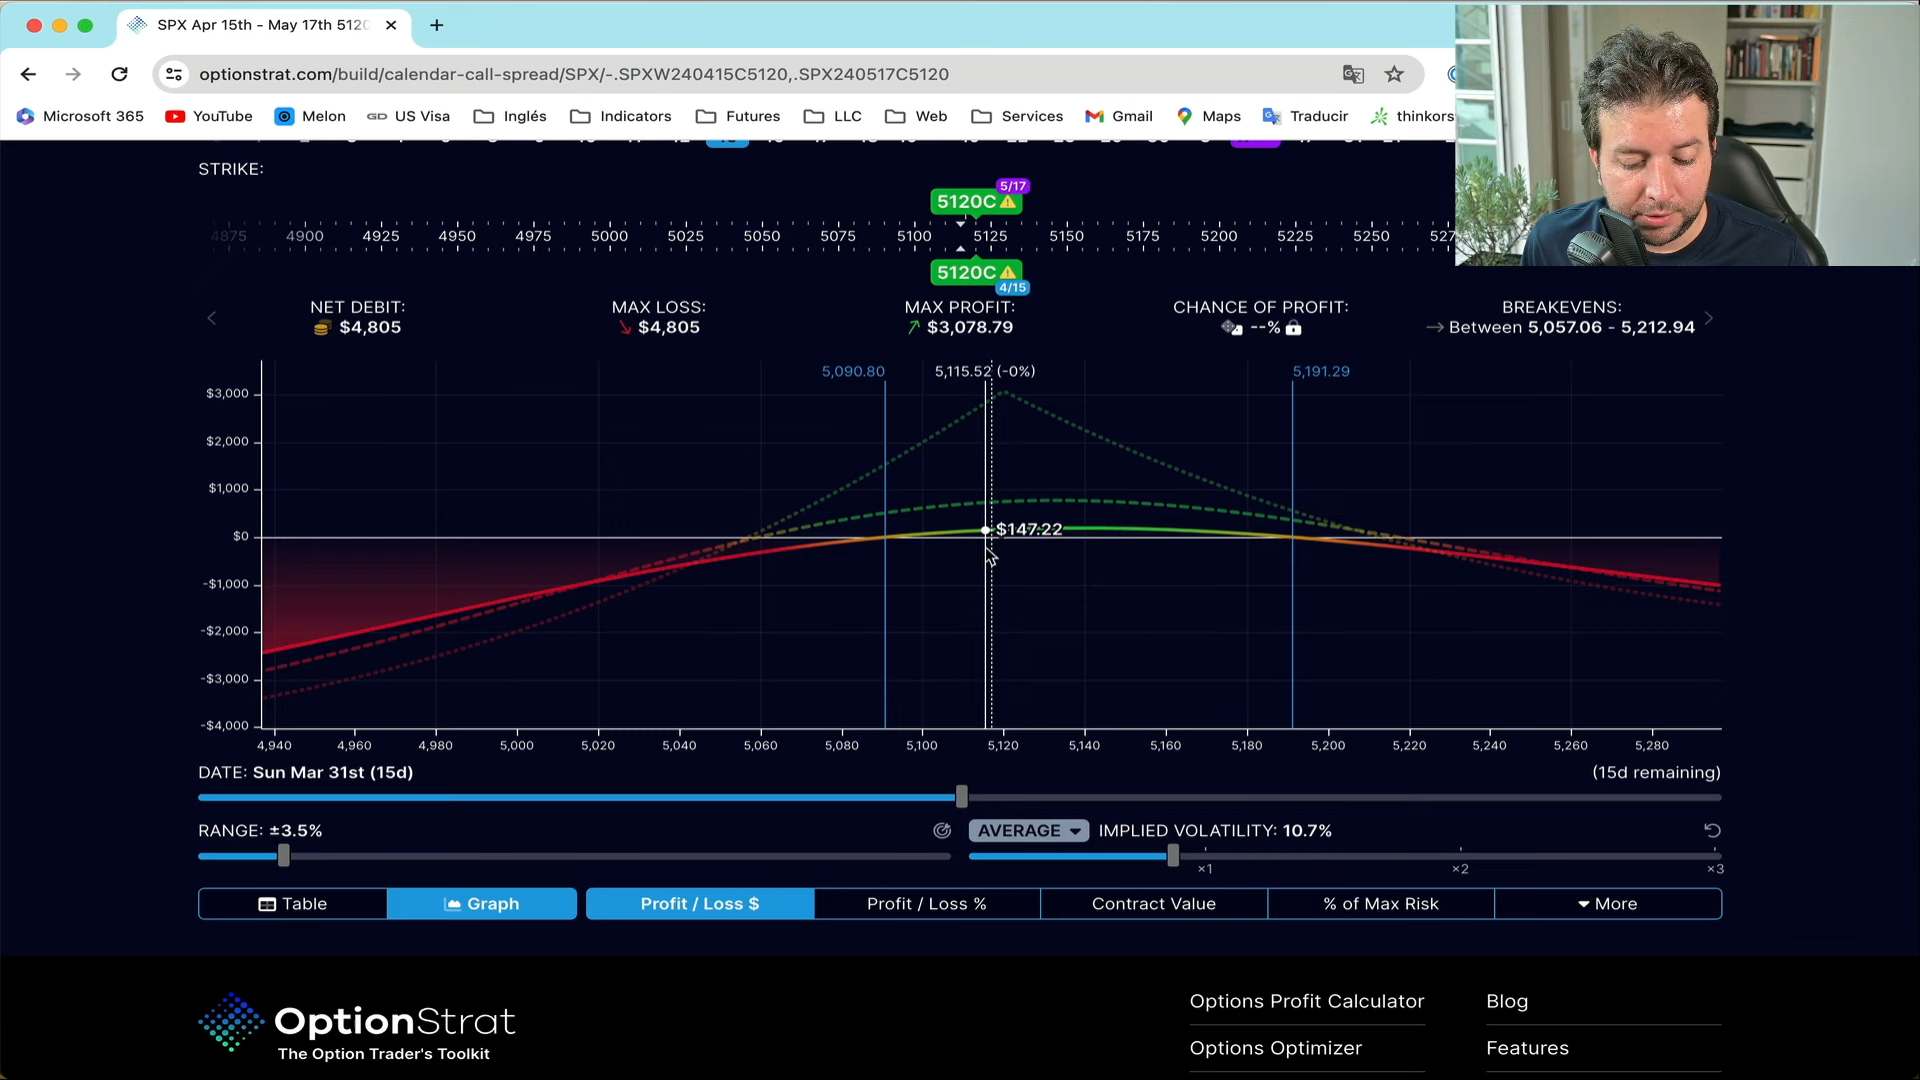 SPX Apr 15th - May 17th 5120
optionstrat.com/build/calendar-call-spread/SPX/-.SPXW240415C5120,.SPX240517C5120
Microsoft 365 YouTube Melon GD US Visa Inglés Indicators Futures LLC Web Services Gmail Maps Traducir thinkors
STRIKE:
5/17
5120C
4875 4900 4925 4950 4975 5000 5025 5050 5075 5100 5125 5150 5175 5200 5225 5250 527
5120C
4/15
NET DEBIT: MAX LOSS: MAX PROFIT: CHANCE OF PROFIT: BREAKEVENS:
$4,805 $4,805 $3,078.79 --% Between 5,057.06 - 5,212.94
5,090.80 5,115.52 (-0%) 5,191.29
$3,000
$2,000
$1,000
$147.22
$0
-$1,000
-$2,000
-$3,000
-$4,000
4,940 4,960 4,980 5,000 5,020 5,040 5,060 5,080 5,100 5,120 5,140 5,160 5,180 5,200 5,220 5,240 5,260 5,280
DATE: Sun Mar 31st (15d) (15d remaining)
RANGE: ±3.5% AVERAGE IMPLIED VOLATILITY: 10.7%
×1 ×2 ×3
Table Graph Profit / Loss $ Profit / Loss % Contract Value % of Max Risk More
OptionStrat
The Option Trader's Toolkit
Options Profit Calculator Blog
Options Optimizer Features